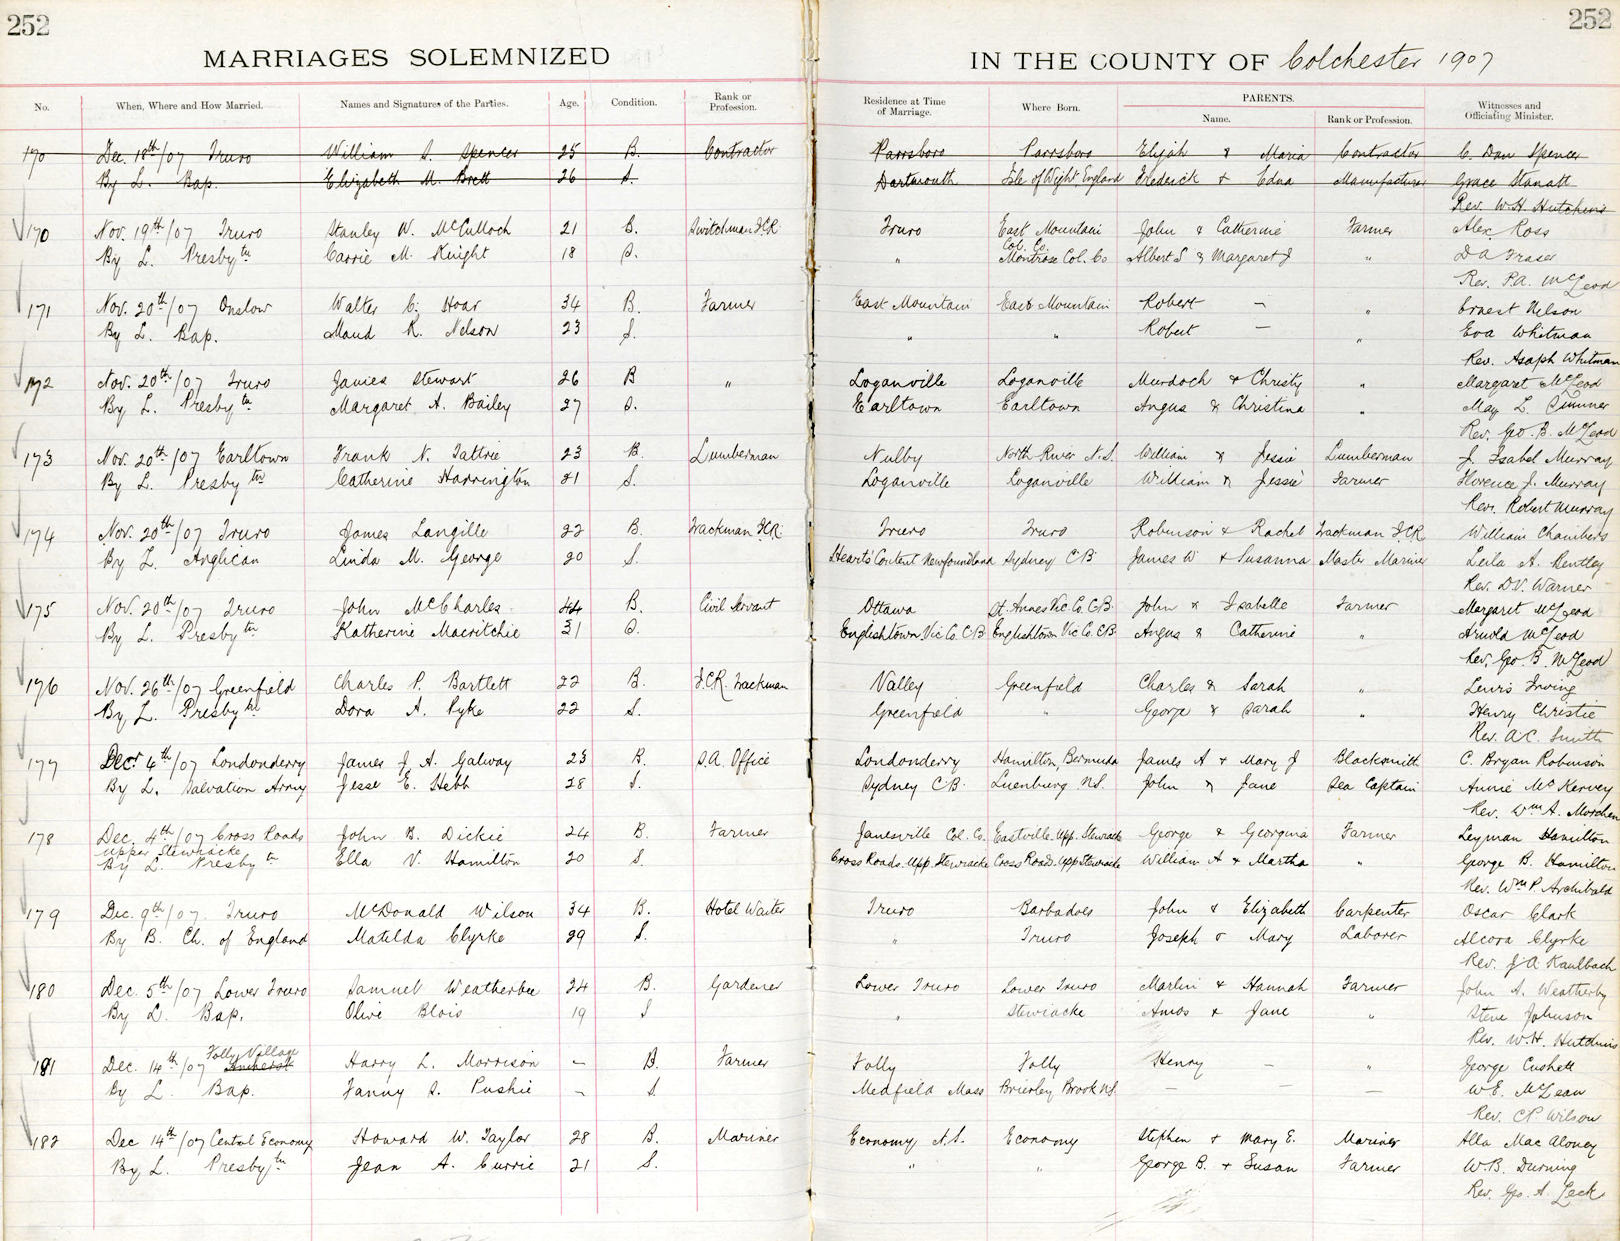 252
252
MARRIAGES SOLEMNIZED
IN THE COUNTY OF Colchester 1907
No. When, Where and How Married. Names and Signatures of the Parties. Age. Condition. Rank or Profession. Residence at Time of Marriage. Where Born. PARENTS. Name. Rank or Profession. Witnesses and Officiating Minister.
170 Dec. 18th/07 Truro William S. Spencer 25 B. Contractor Parrsboro Parrsboro Elijah & Maria Contractor C. Dan Spencer
By L. Bap. Elizabeth M. Brett 26 S. Dartmouth Isle of Wight England Frederick & Edna Manufacturer Grace Stanatt
Rev. W H Hutchins
170 Nov. 19th/07 Truro Stanley W. McCulloch 21 B. Switchman I.C.R. Truro East Mountain Col. Co. John & Catherine Farmer Alex. Ross
By L. Presbytn Carrie M. Knight 18 S. " Montrose Col. Co Albert S & Margaret J " D A Fraser
Rev. P.A. McLeod
171 Nov. 20th/07 Onslow Walter C. Hoar 34 B. Farmer East Mountain East Mountain Robert — " Ernest Nelson
By L. Bap. Maud R. Nelson 23 S. " " Robert — " Eva Whitman
Rev. Asaph Whitman
172 Nov. 20th/07 Truro James Stewart 26 B " Loganville Loganville Murdoch & Christy " Margaret McLeod
By L. Presbytn Margaret A. Bailey 27 S. Earltown Earltown Angus & Christina " May L.
Rev. Geo. B. McLeod
173 Nov. 20th/07 Earltown Frank N. Tattrie 23 B. Lumberman Nulby North River N.S. William & Jessie Lumberman J. Isabel Murray
By L. Presbytn Catherine Harrington 21 S. Loganville Loganville William & Jessie Farmer Florence J. Murray
Rev. Robert Murray
174 Nov. 20th/07 Truro James Langille 22 B. Trackman I.C.R. Truro Truro Robinson & Rachel Trackman I.C.R. William Chambers
By L. Anglican Linda M. George 20 S. Heart's Content Newfoundland Sydney C B James W & Susanna Master Mariner Leila A. Bentley
Rev. D.V. Warner
175 Nov. 20th/07 Truro John McCharles 44 B. Civil Servant Ottawa St. Annes Vic Co. C.B. John & Isabelle Farmer Margaret McLeod
By L. Presbytn Katherine Macritchie 31 S. Englishtown Vic Co. C B Englishtown Vic Co. C B Angus & Catherine " Arnold McLeod
Rev. Geo B. McLeod
176 Nov. 26th/07 Greenfield Charles P. Bartlett 22 B. I.C.R. Trackman Valley Greenfield Charles & Sarah " Lewis Irving
By L. Presbytn Dora A. Pyke 22 S. Greenfield " George & Sarah " Henry Christie
Rev. A.C. Smith
177 Decr 4th/07 Londonderry James J. A. Galway 23 B. S.A. Office Londonderry Hamilton, Bermuda James A & Mary J Blacksmith C. Bryan Robinson
By L. Salvation Army Jesse E. Hebb 28 S. Sydney C B. Luenburg N.S. John & Jane Sea Captain Annie McKervey
Rev. Wm A.
178 Dec. 4th/07 Cross Roads Upper Stewiacke John B. Dickie 24 B. Farmer Janesville Col. Co. Eastville Upp. Stewiacke George & Georgina Farmer Leyman Hamilton
By L. Presbytn Ella V. Hamilton 20 S. Cross Roads Upp. Stewiacke Cross Roads Upp Stewiacke William A & Martha " George B. Hamilton
Rev. Wm P. Archibald
179 Dec. 9th/07. Truro McDonald Wilson 34 B. Hotel Waiter Truro Barbadoes John & Elizabeth Carpenter Oscar Clark
By B. Ch. of England Matilda Clyrke 29 S. " Truro Joseph & Mary Laborer Alcora Clyrke
Rev. J A Kaulbach
180 Dec. 5th/07 Lower Truro Samuel Weatherbee 24 B. Gardener Lower Truro Lower Truro Martin & Hannah Farmer John A. Weatherby
By L. Bap. Olive Blois 19 S " Stewiacke Amos & Jane " Steve Johnson
Rev. W.H. Hutchins
181 Dec. 14th/07 Folly Village Amherst Harry L. Morrison — B. Farmer Folly Folly Henry — " George Cushett
By L. Bap. Fanny S. Pushie — S. Medfield Mass Brierley Brook N.S. — — — W E. McLean
Rev. C P. Wilson
182 Dec 14th/07 Central Economy Howard W. Taylor 28 B. Mariner Economy N.S. Economy Stephen & Mary E. Mariner Alla MacAloney
By L. Presbytn Jean A. Currie 21 S. " " George B. & Susan Farmer W.B. Durning
Rev. Geo. A. Leck